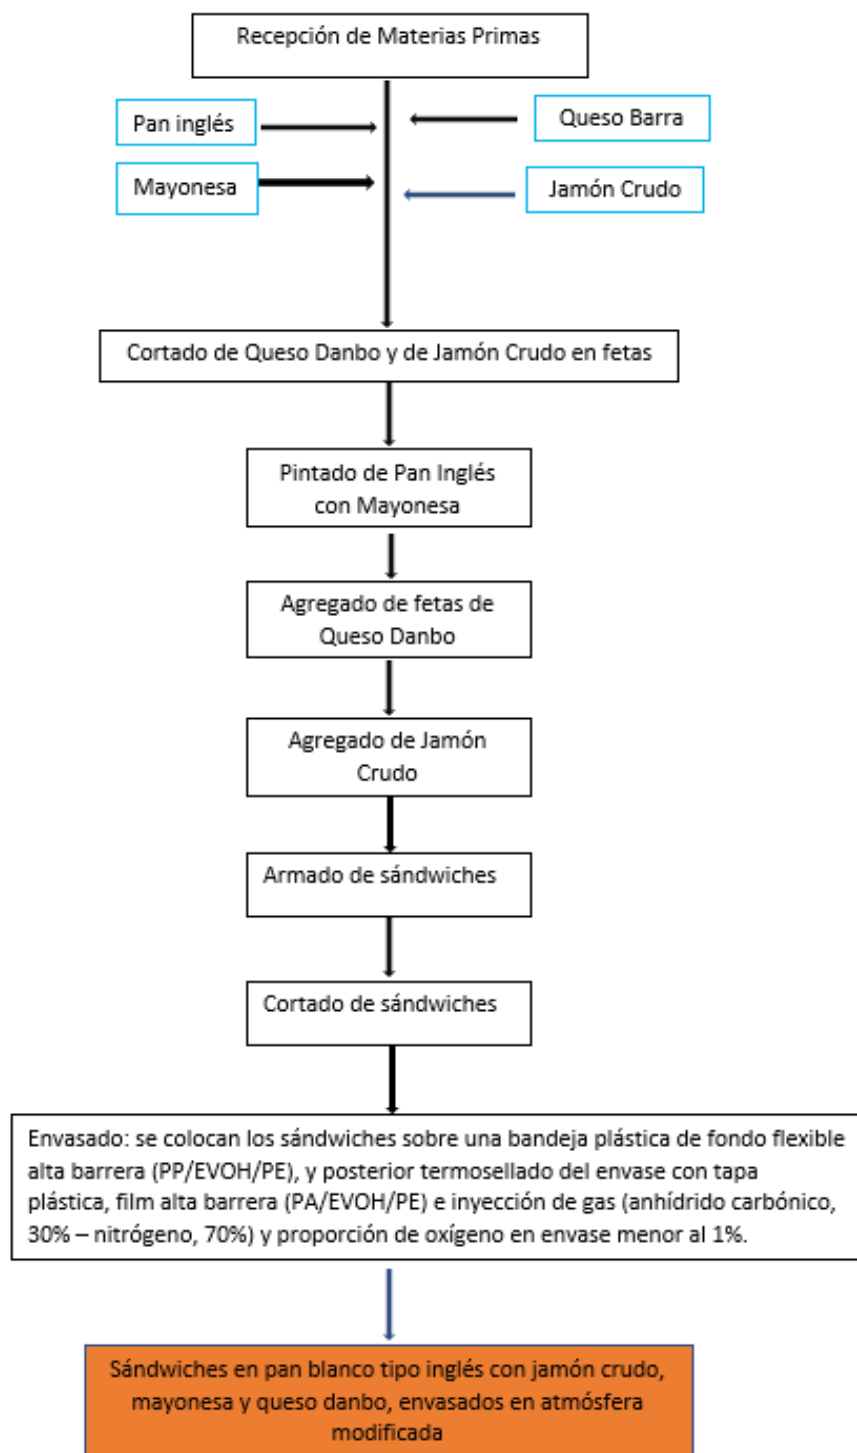 Recepción de Materias Primas
Pan inglés
Queso Barra
Mayonesa
Jamón Crudo
Cortado de Queso Danbo y de Jamón Crudo en fetas
Pintado de Pan Inglés
con Mayonesa
Agregado de fetas de
Queso Danbo
Agregado de Jamón
Crudo
Armado de sándwiches
Cortado de sándwiches
Envasado: se colocan los sándwiches sobre una bandeja plástica de fondo flexible
alta barrera (PP/EVOH/PE), y posterior termosellado del envase con tapa
plástica, film alta barrera (PA/EVOH/PE) e inyección de gas (anhídrido carbónico,
30% – nitrógeno, 70%) y proporción de oxígeno en envase menor al 1%.
Sándwiches en pan blanco tipo inglés con jamón crudo,
mayonesa y queso danbo, envasados en atmósfera
modificada